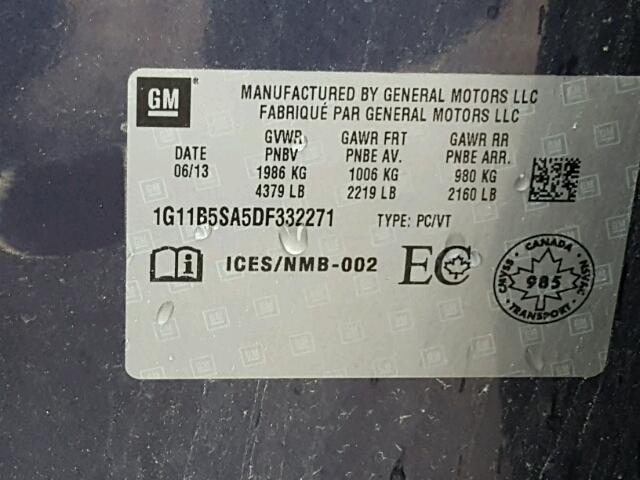 GM
MANUFACTURED BY GENERAL MOTORS LLC
FABRIQUÉ PAR GENERAL MOTORS LLC
DATE
06/13
GVWR
PNBV
1986 KG
4379 LB
GAWR FRT
PNBE AV.
1006 KG
2219 LB
GAWR RR
PNBE ARR.
980 KG
2160 LB
1G11B5SA5DF332271 TYPE: PC/VT
ICES/NMB-002 EC
CANADA
CMVSS
985
NSVAC
TRANSPORT